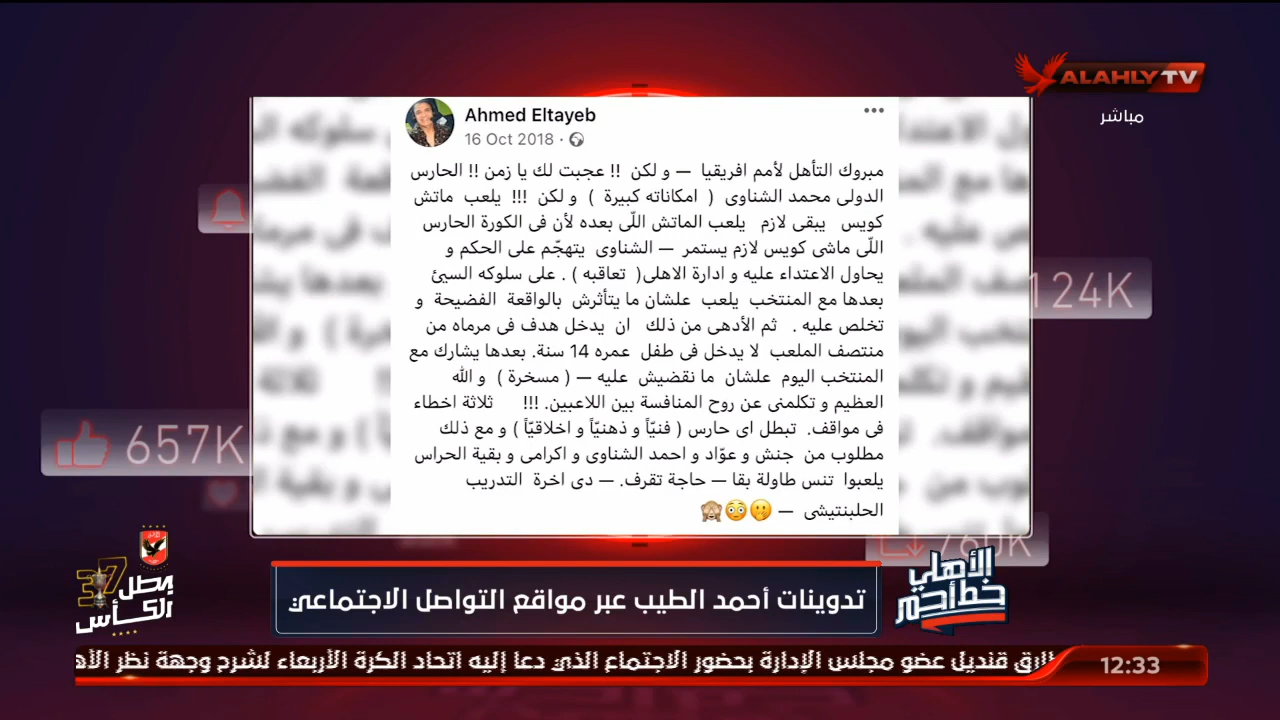 ALAHLY TV
مباشر
Ahmed Eltayeb
16 Oct 2018
مبروك التأهل لأمم افريقيا — و لكن !! عجبت لك يا زمن !! الحارس
الدولى محمد الشناوى ( امكاناته كبيرة ) و لكن !!! يلعب ماتش
كويس يبقى لازم يلعب الماتش اللّى بعده لأن فى الكورة الحارس
اللّى ماشى كويس لازم يستمر — الشناوى يتهجّم على الحكم و
يحاول الاعتداء عليه و ادارة الاهلى( تعاقبه ) . على سلوكه السيئ
بعدها مع المنتخب يلعب علشان ما يتأثرش بالواقعة الفضيحة و
تخلص عليه . ثم الأدهى من ذلك ان يدخل هدف فى مرماه من
منتصف الملعب لا يدخل فى طفل عمره 14 سنة. بعدها يشارك مع
المنتخب اليوم علشان ما نقضيش عليه — ( مسخرة ) و الله
العظيم و تكلمنى عن روح المنافسة بين اللاعبين. !!! ثلاثة اخطاء
فى مواقف. تبطل اى حارس ( فنيّاً و ذهنيّاً و اخلاقيّاً ) و مع ذلك
مطلوب من جنش و عوّاد و احمد الشناوى و اكرامى و بقية الحراس
يلعبوا تنس طاولة بقا — حاجة تقرف. — دى اخرة التدريب
الحلبنتيشى — 🤭😳🙈
124K
657K
760K
الأهلي
خط أحمر
بطل
الكأس
37
تدوينات أحمد الطيب عبر مواقع التواصل الاجتماعي
طارق قنديل عضو مجلس الإدارة بحضور الاجتماع الذي دعا إليه اتحاد الكرة الأربعاء لشرح وجهة نظر الأه
12:33